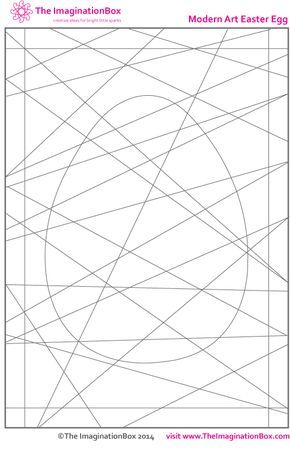 The ImaginationBox
creative ideas for bright little sparks
Modern Art Easter Egg
©The ImaginationBox 2014
visit www.TheImaginationBox.com